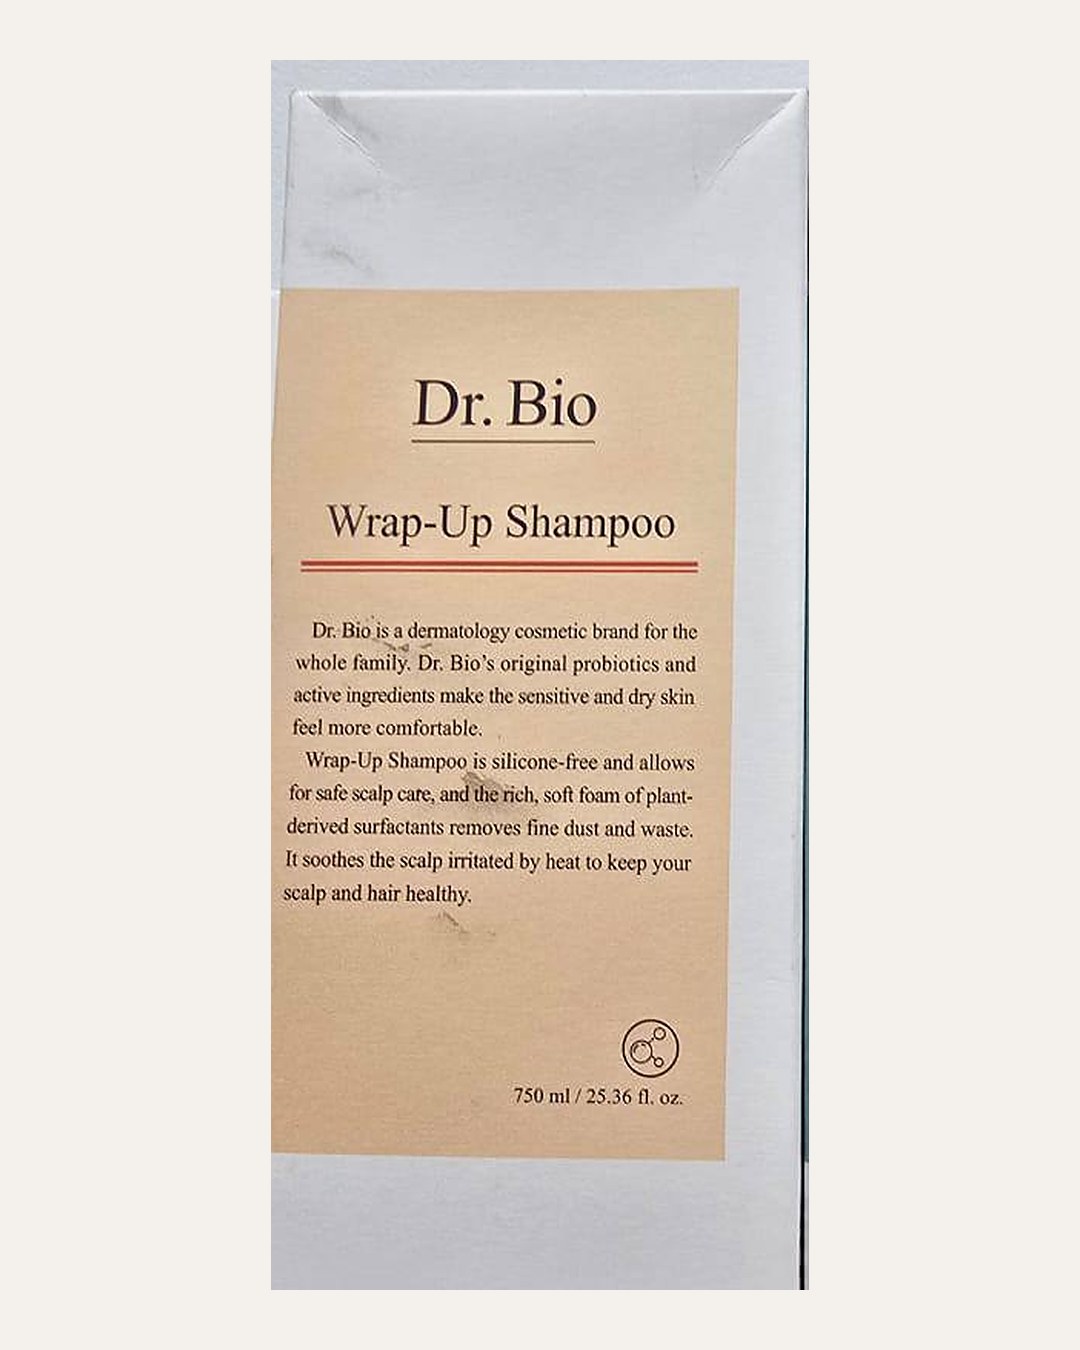 Dr. Bio
Wrap-Up Shampoo
Dr. Bio is a dermatology cosmetic brand for the
whole family. Dr. Bio’s original probiotics and
active ingredients make the sensitive and dry skin
feel more comfortable.
Wrap-Up Shampoo is silicone-free and allows
for safe scalp care, and the rich, soft foam of plant-
derived surfactants removes fine dust and waste.
It soothes the scalp irritated by heat to keep your
scalp and hair healthy.
750 ml / 25.36 fl. oz.